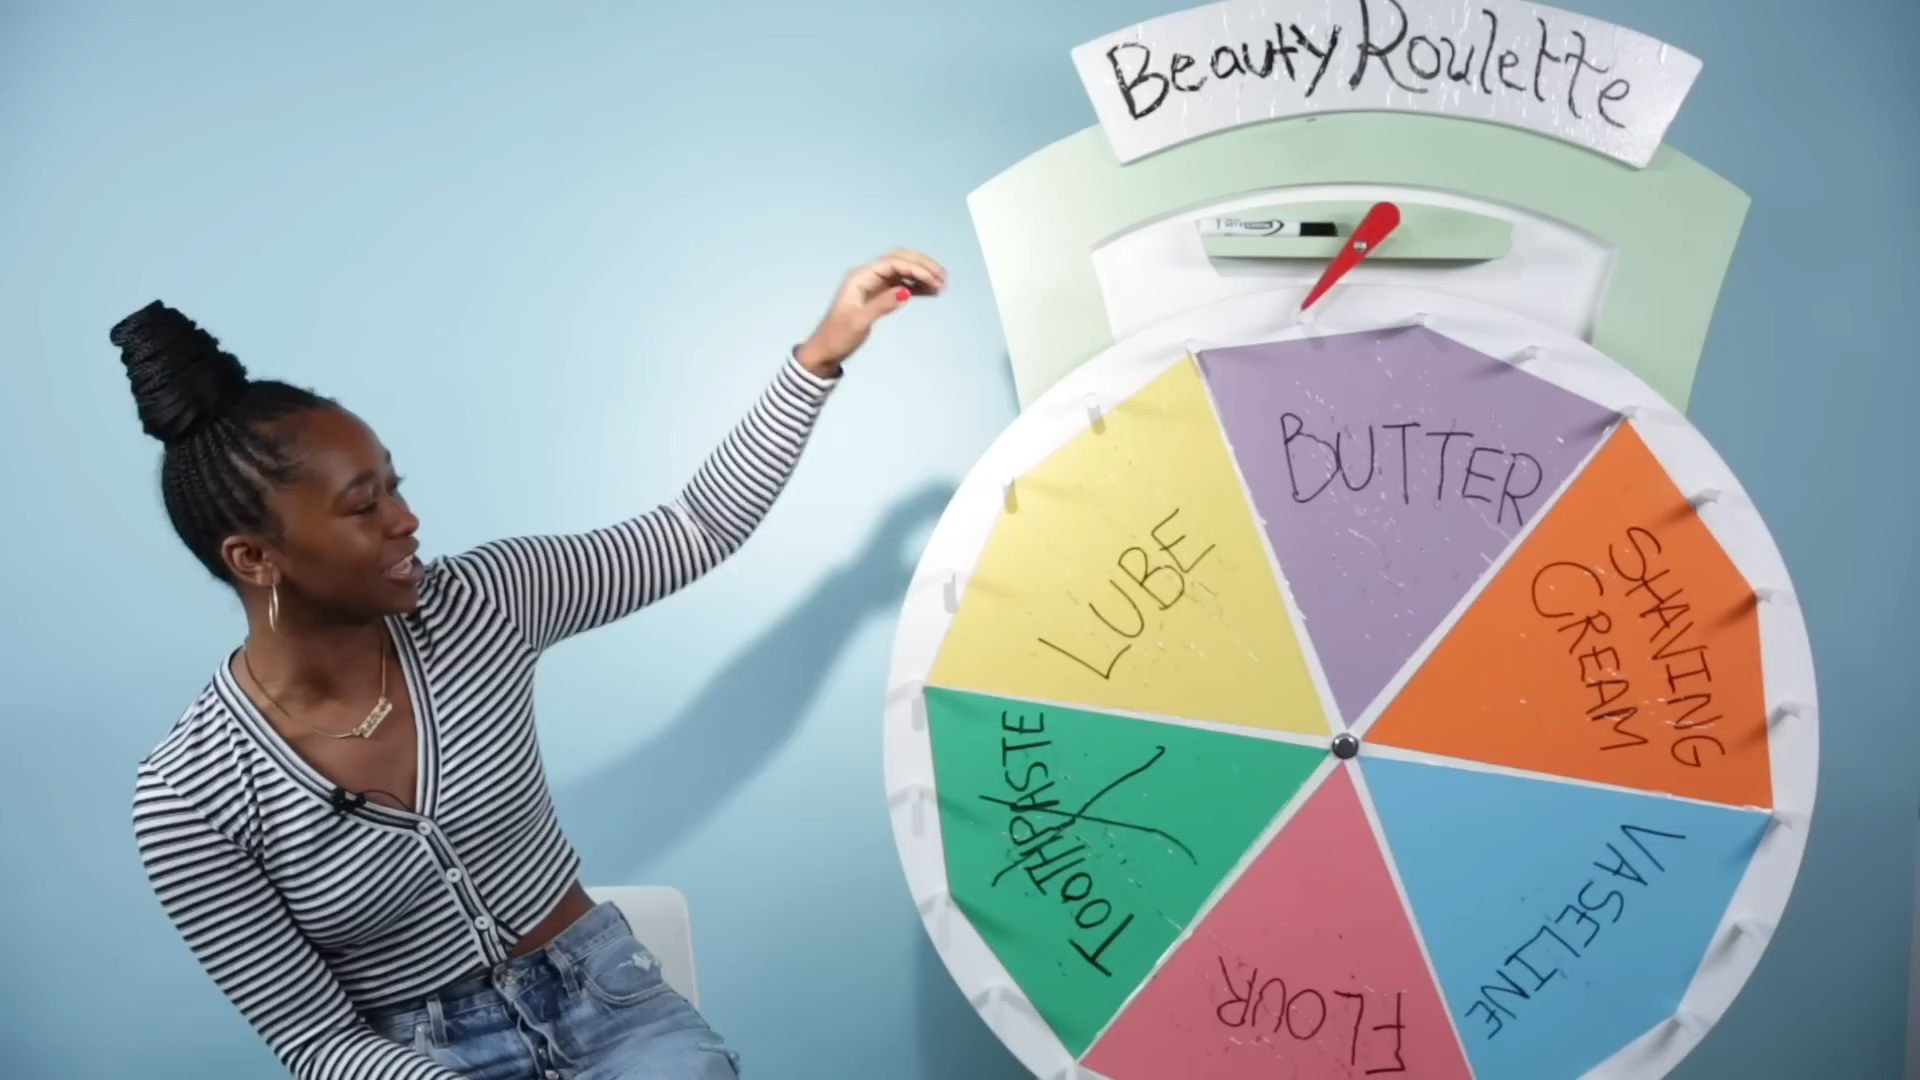 Beauty Roulette
BUTTER
SHAVING
CREAM
VASELINE
FLOUR
TOOTHPASTE
LUBE